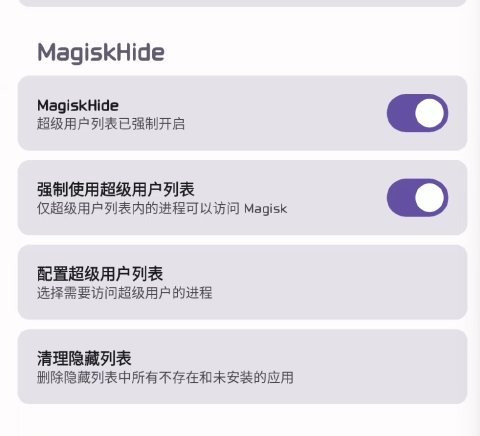 MagiskHide
MagiskHide
超级用户列表已强制开启
强制使用超级用户列表
仅超级用户列表内的进程可以访问 Magisk
配置超级用户列表
选择需要访问超级用户的进程
清理隐藏列表
删除隐藏列表中所有不存在和未安装的应用